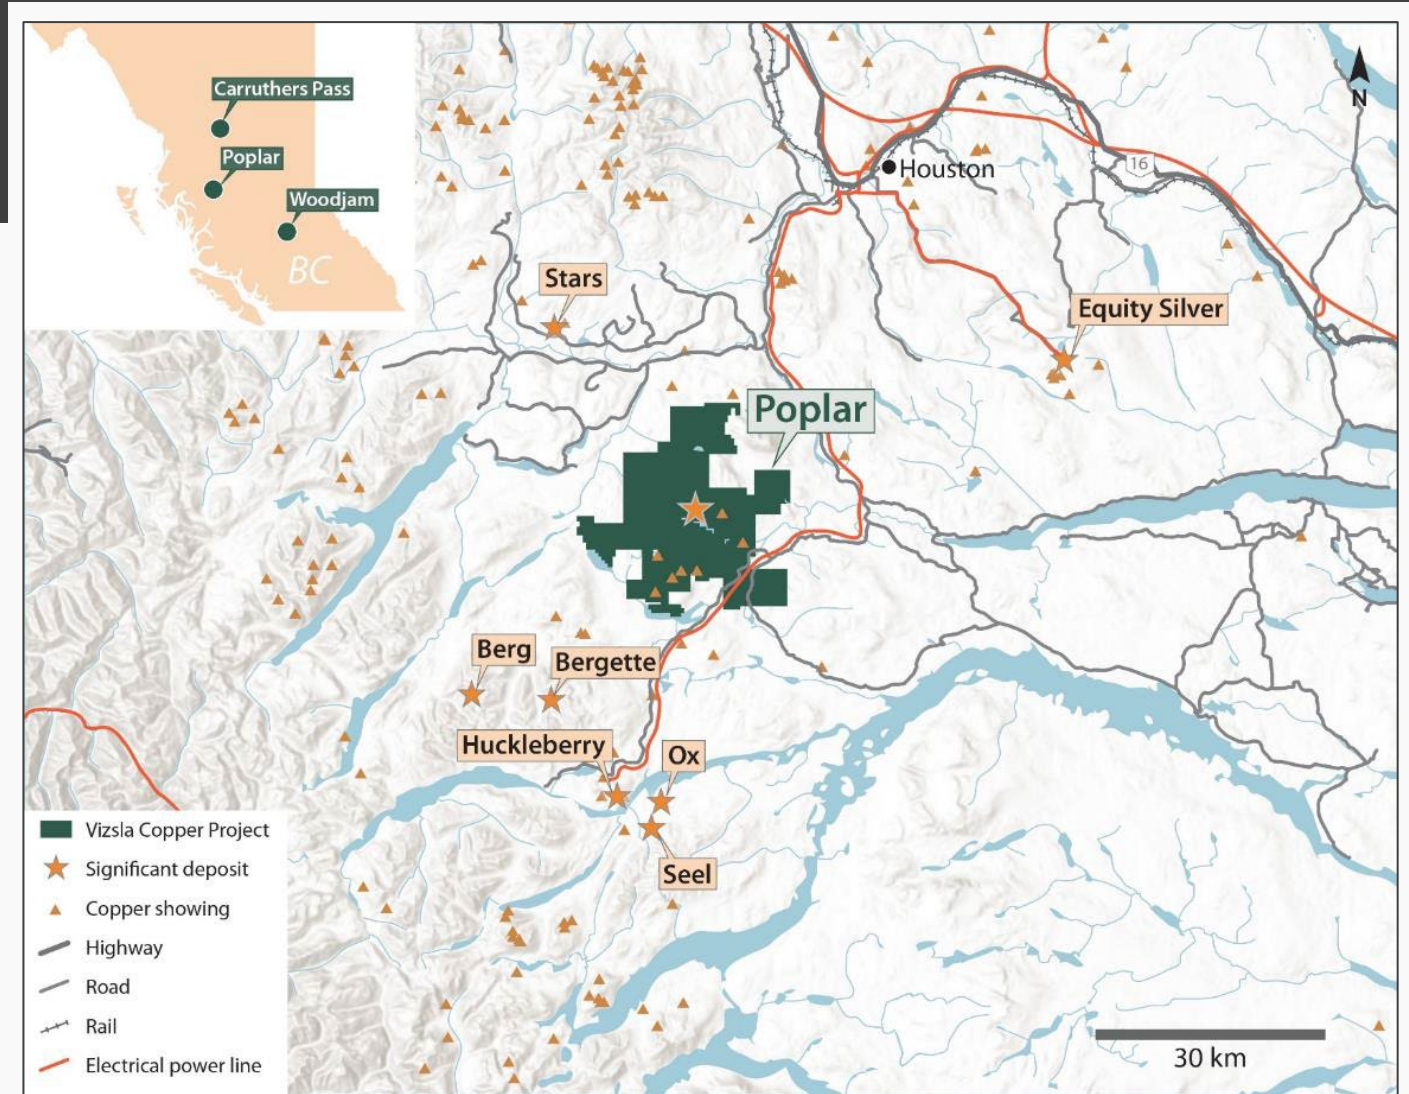 Carruthers Pass
Poplar
Woodjam
BC
N
16
Houston
Stars
Equity Silver
Poplar
Berg
Bergette
Huckleberry
Ox
Seel
Vizsla Copper Project
Significant deposit
Copper showing
Highway
Road
Rail
Electrical power line
30 km